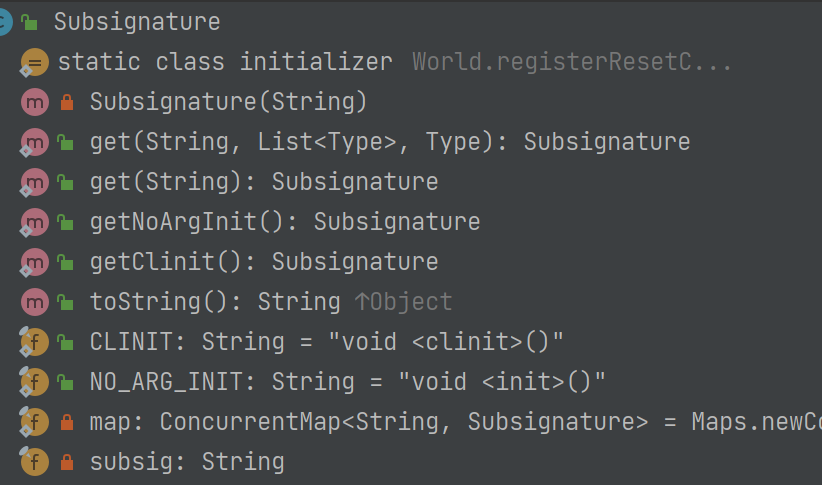 Subsignature
static class initializer World.registerResetC...
Subsignature(String)
get(String, List<Type>, Type): Subsignature
get(String): Subsignature
getNoArgInit(): Subsignature
getClinit(): Subsignature
toString(): String ↑Object
CLINIT: String = "void <clinit>()"
NO_ARG_INIT: String = "void <init>()"
map: ConcurrentMap<String, Subsignature> = Maps.newCo
subsig: String